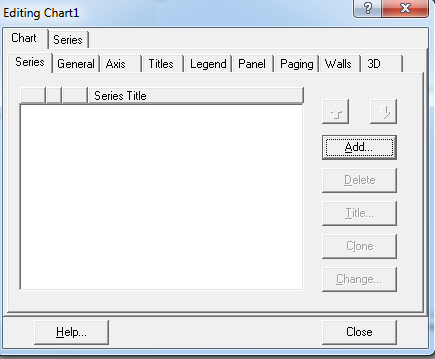 Editing Chart1
?
Chart Series
Series General Axis Titles Legend Panel Paging Walls 3D
Series Title
Add...
Delete
Title...
Clone
Change...
Help... Close